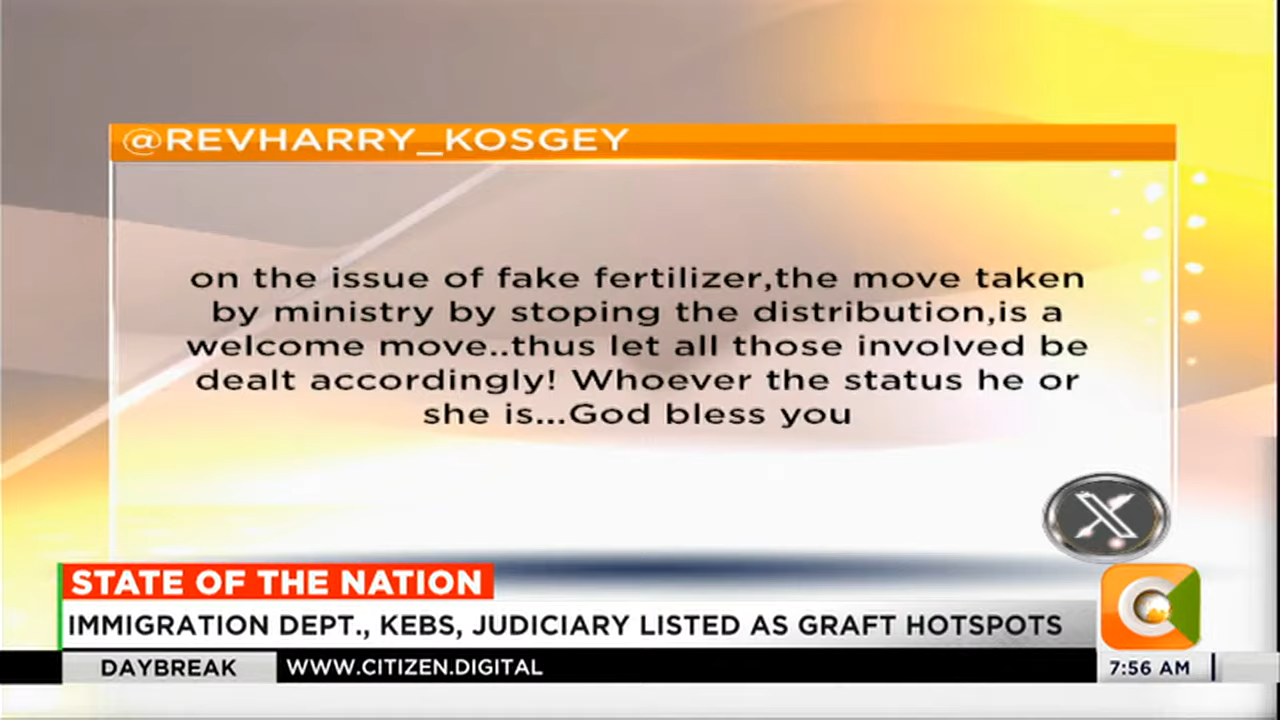 @REVHARRY_KOSGEY
on the issue of fake fertilizer,the move taken
by ministry by stoping the distribution,is a
welcome move..thus let all those involved be
dealt accordingly! Whoever the status he or
she is...God bless you
STATE OF THE NATION
IMMIGRATION DEPT., KEBS, JUDICIARY LISTED AS GRAFT HOTSPOTS
DAYBREAK WWW.CITIZEN.DIGITAL 7:56 AM